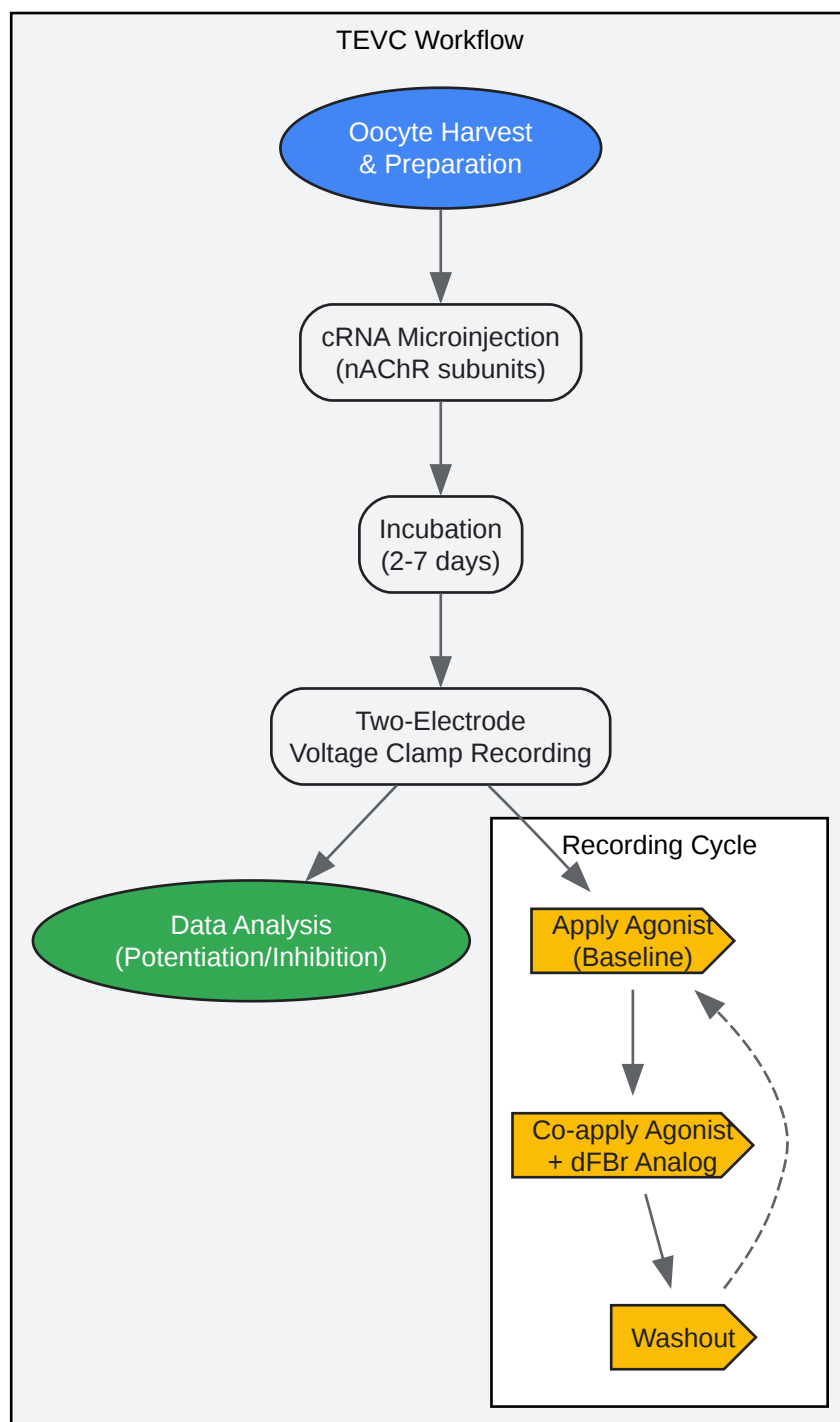 TEVC Workflow
Oocyte Harvest
& Preparation
cRNA Microinjection
(nAChR subunits)
Incubation
(2-7 days)
Two-Electrode
Voltage Clamp Recording
Data Analysis
(Potentiation/Inhibition)
Recording Cycle
Apply Agonist
(Baseline)
Co-apply Agonist
+ dFBr Analog
Washout